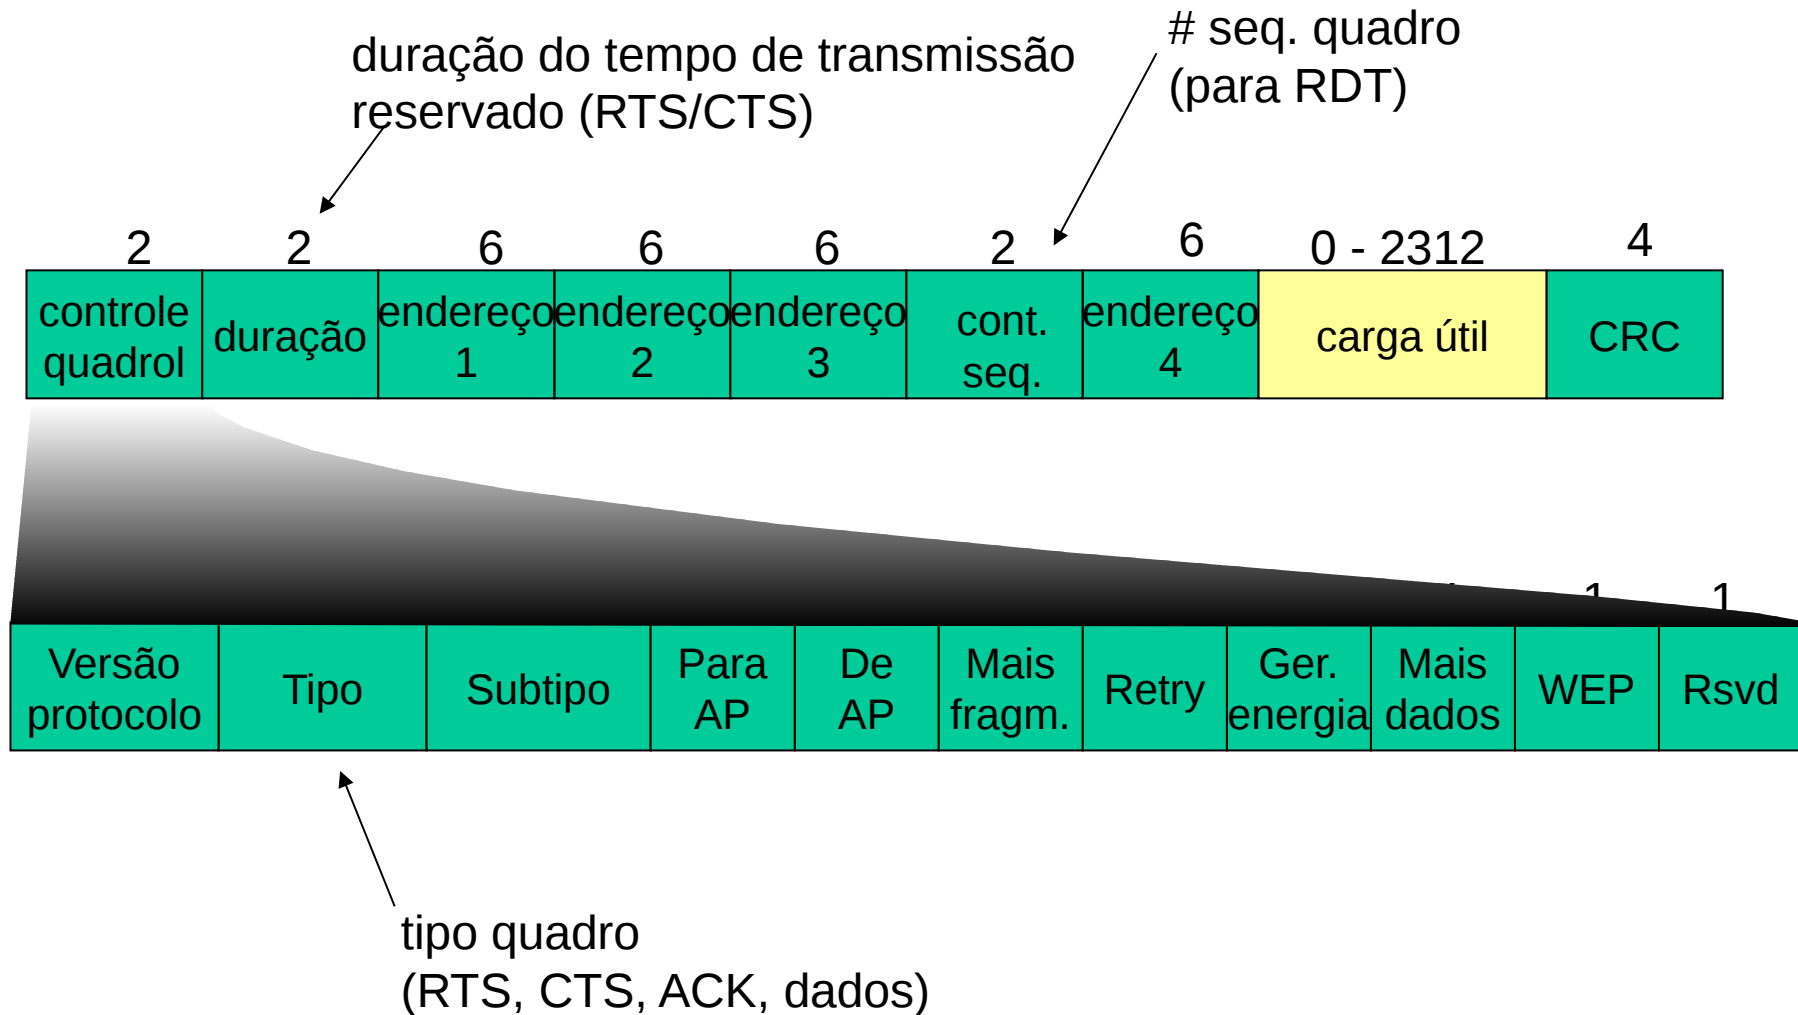 duração do tempo de transmissão
reservado (RTS/CTS)
# seq. quadro
(para RDT)
2 2 6 6 6 2 6 0 - 2312 4
controle
quadrol
duração
endereço
1
endereço
2
endereço
3
cont.
seq.
endereço
4
carga útil
CRC
1 1
Versão
protocolo
Tipo
Subtipo
Para
AP
De
AP
Mais
fragm.
Retry
Ger.
energia
Mais
dados
WEP
Rsvd
tipo quadro
(RTS, CTS, ACK, dados)